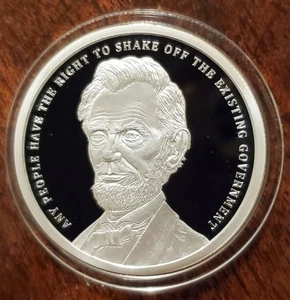 ANY PEOPLE HAVE THE RIGHT TO SHAKE OFF THE EXISTING GOVERNMENT